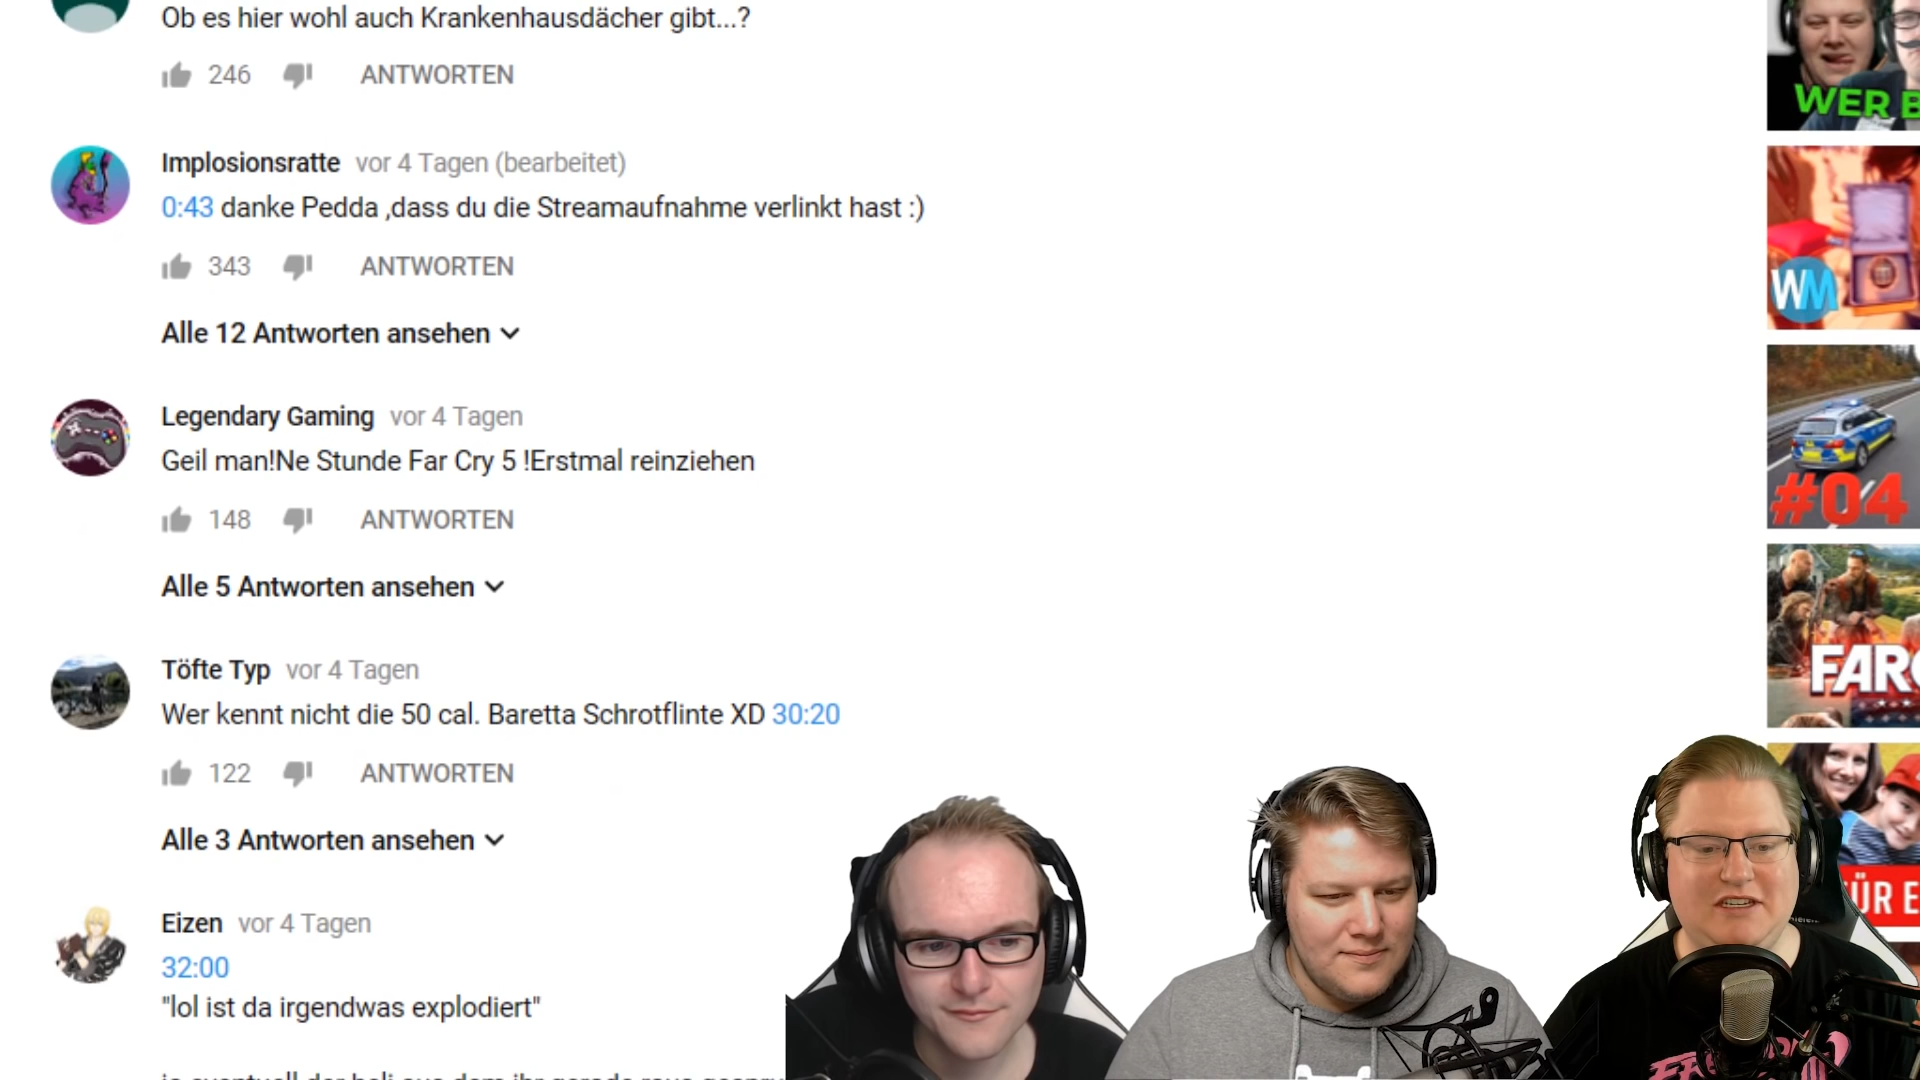 Ob es hier wohl auch Krankenhausdächer gibt...?
246 ANTWORTEN
Implosionsratte vor 4 Tagen (bearbeitet)
0:43 danke Pedda ,dass du die Streamaufnahme verlinkt hast :)
343 ANTWORTEN
Alle 12 Antworten ansehen
Legendary Gaming vor 4 Tagen
Geil man!Ne Stunde Far Cry 5 !Erstmal reinziehen
148 ANTWORTEN
Alle 5 Antworten ansehen
Töfte Typ vor 4 Tagen
Wer kennt nicht die 50 cal. Baretta Schrotflinte XD 30:20
122 ANTWORTEN
Alle 3 Antworten ansehen
Eizen vor 4 Tagen
32:00
"lol ist da irgendwas explodiert"
WER B
WM
#04
FAR
ÜR E